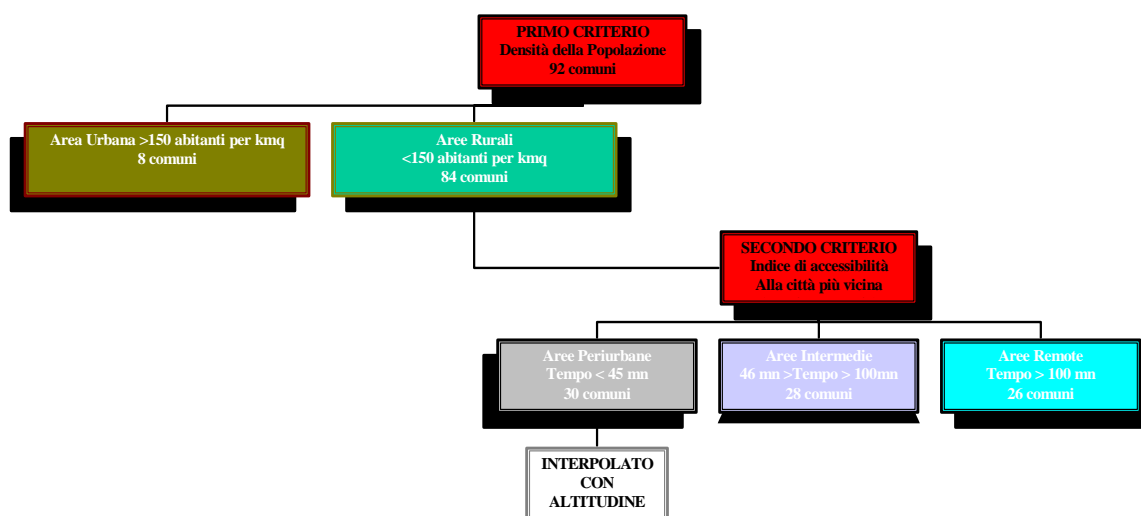 PRIMO CRITERIO
Densità della Popolazione
92 comuni
Area Urbana >150 abitanti per kmq
8 comuni
Aree Rurali
<150 abitanti per kmq
84 comuni
SECONDO CRITERIO
Indice di accessibilità
Alla città più vicina
Aree Periurbane
Tempo < 45 mn
30 comuni
Aree Intermedie
46 mn >Tempo > 100mn
28 comuni
Aree Remote
Tempo > 100 mn
26 comuni
INTERPOLATO
CON
ALTITUDINE